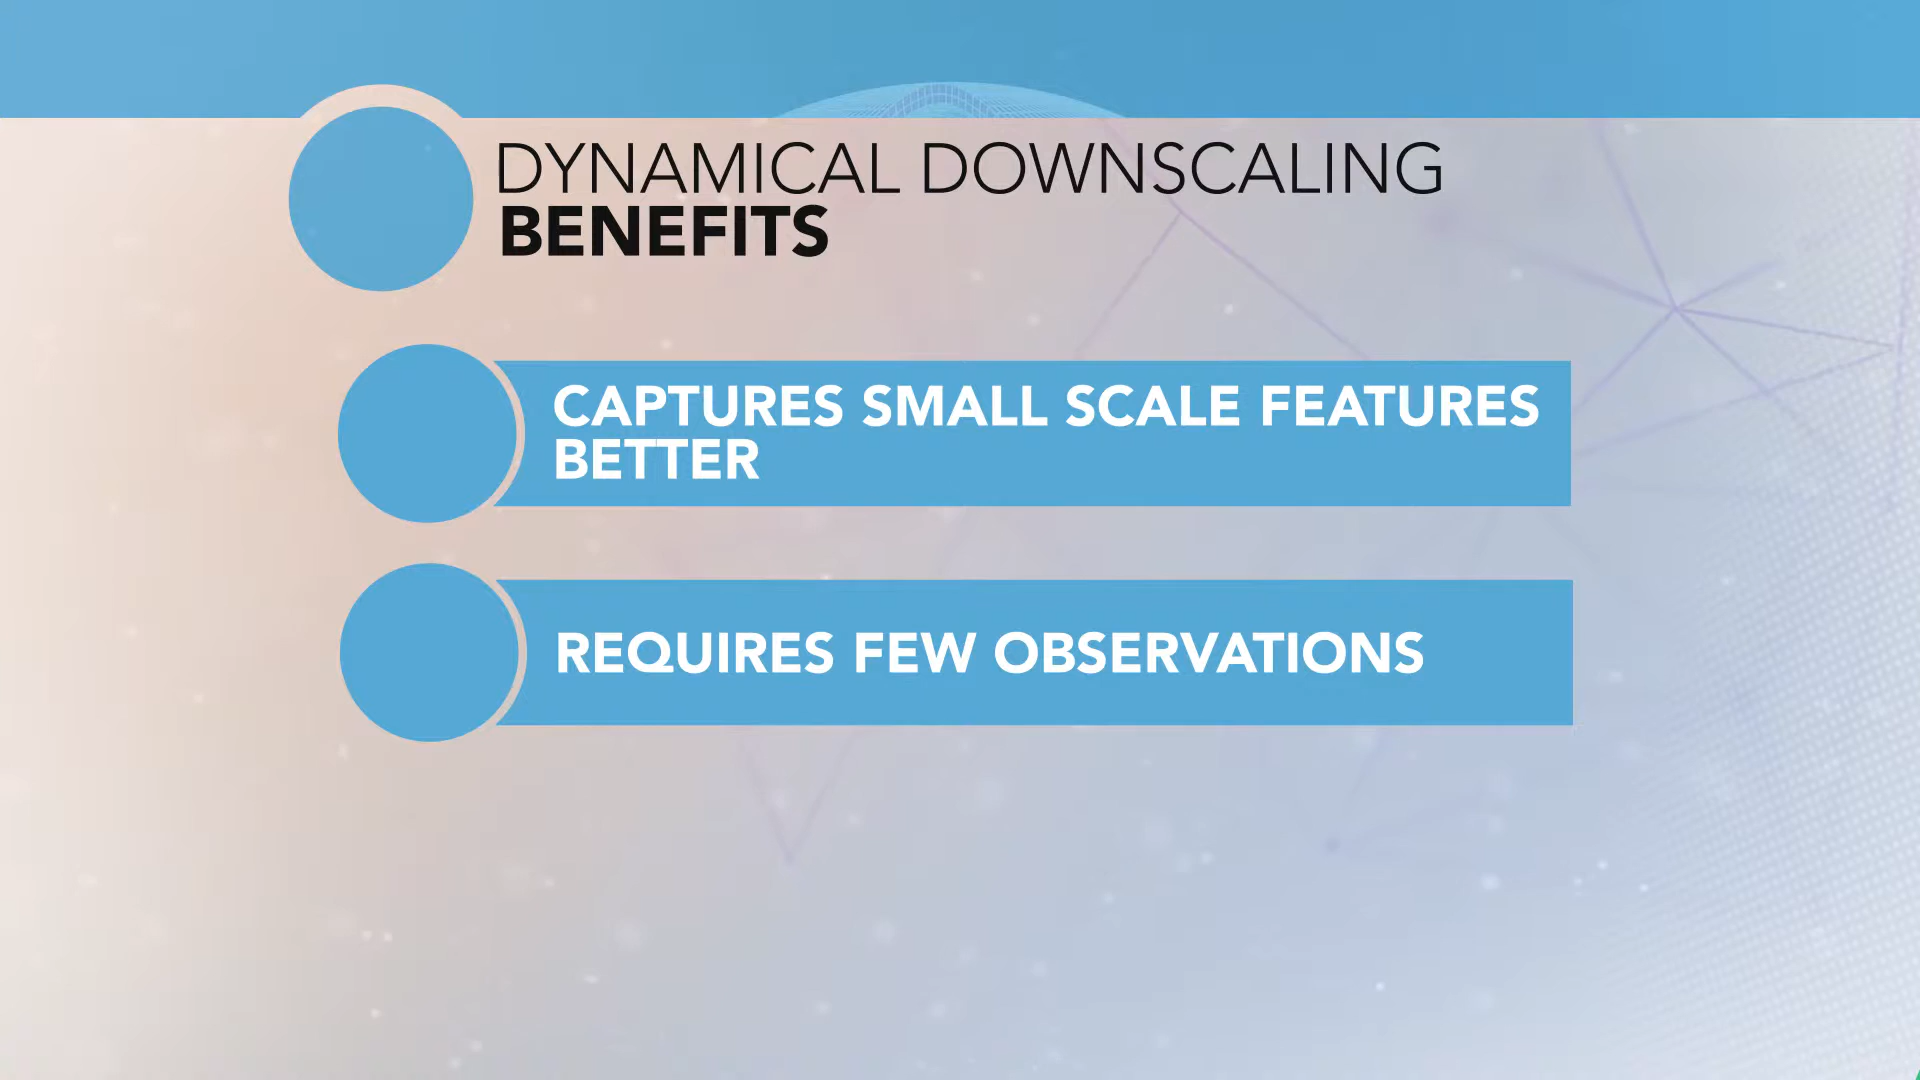 DYNAMICAL DOWNSCALING
BENEFITS
CAPTURES SMALL SCALE FEATURES
BETTER
REQUIRES FEW OBSERVATIONS